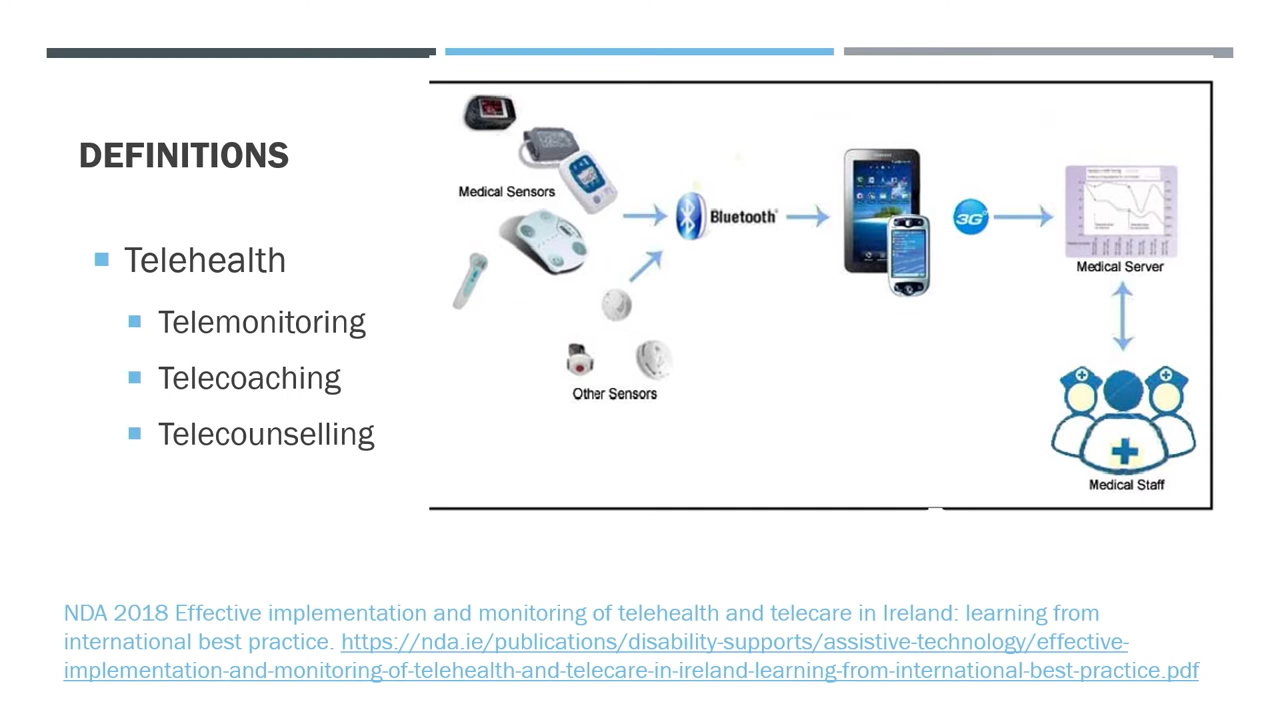 DEFINITIONS
Telehealth
Telemonitoring
Telecoaching
Telecounselling
Medical Sensors
Bluetooth®
3G
Medical Server
Other Sensors
Medical Staff
NDA 2018 Effective implementation and monitoring of telehealth and telecare in Ireland: learning from
international best practice. https://nda.ie/publications/disability-supports/assistive-technology/effective-
implementation-and-monitoring-of-telehealth-and-telecare-in-ireland-learning-from-international-best-practice.pdf